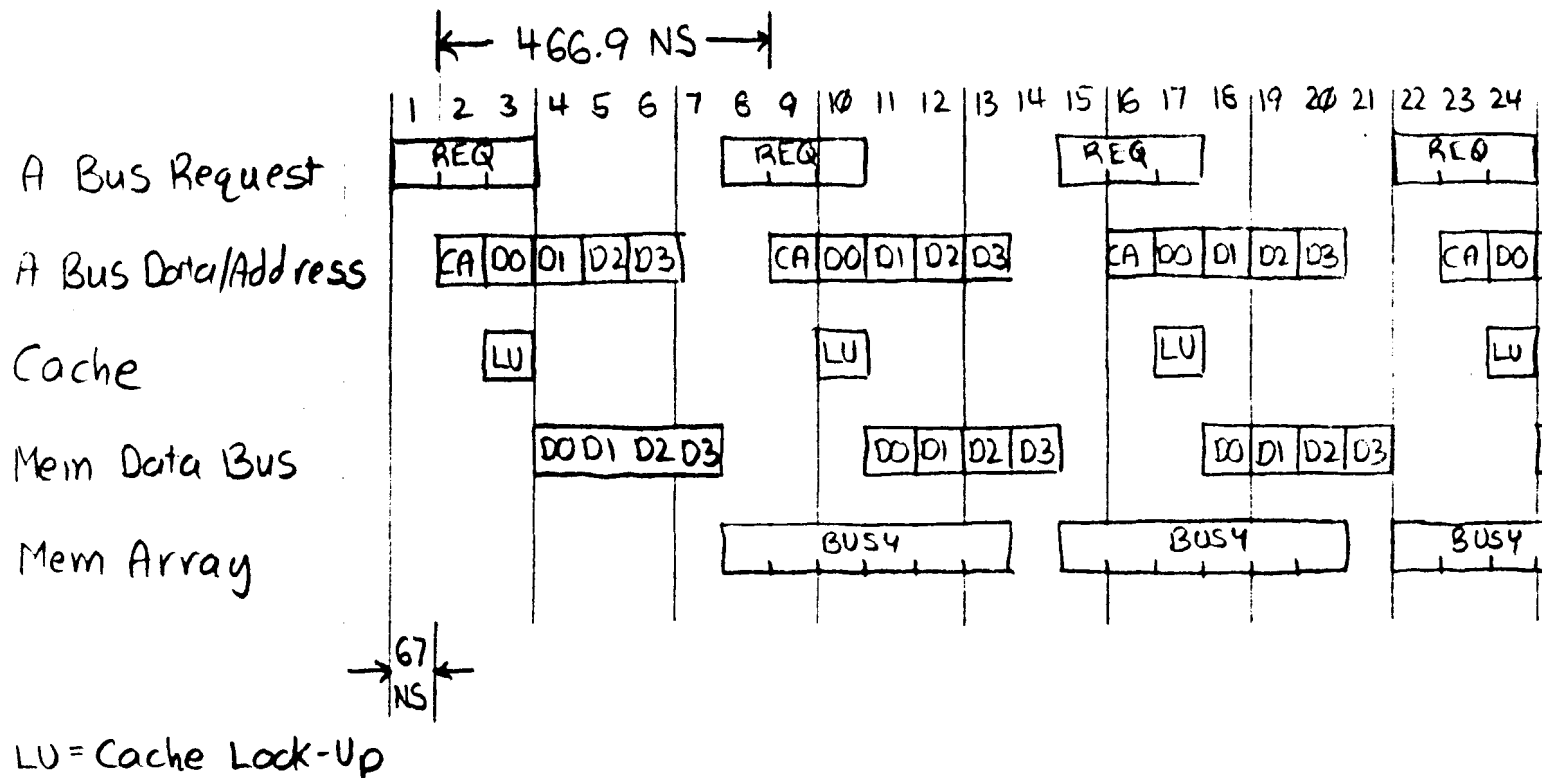 466.9 NS
1 2 3 4 5 6 7 8 9 10 11 12 13 14 15 16 17 18 19 20 21 22 23 24
A Bus Request REQ REQ REQ REQ
A Bus Data/Address CA D0 D1 D2 D3 CA D0 D1 D2 D3 CA D0 D1 D2 D3 CA D0
Cache LU LU LU LU
Mem Data Bus D0 D1 D2 D3 D0 D1 D2 D3 D0 D1 D2 D3
Mem Array BUSY BUSY BUSY
67
NS
LU = Cache Look-Up